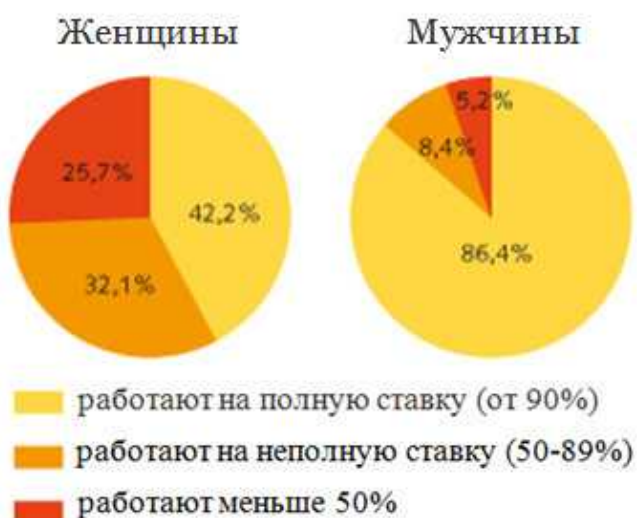 Женщины
Мужчины
25,7%
42,2%
32,1%
5,2%
8,4%
86,4%
работают на полную ставку (от 90%)
работают на неполную ставку (50-89%)
работают меньше 50%